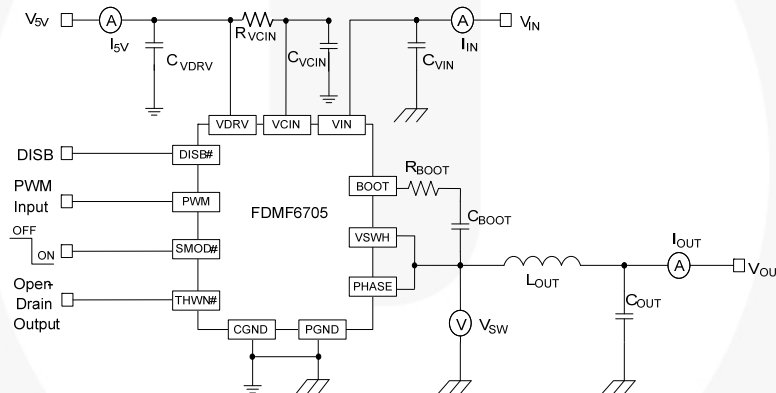 V5V
A
I5V
CVDRV
RVCIN
CVCIN
CVIN
A
IIN
VIN
VDRV
VCIN
VIN
DISB
DISB#
PWM
Input
PWM
OFF
ON
SMOD#
Open-
Drain
Output
THWN#
FDMF6705
BOOT
RBOOT
CBOOT
VSWH
PHASE
CGND
PGND
V
VSW
LOUT
COUT
IOUT
A
VOU